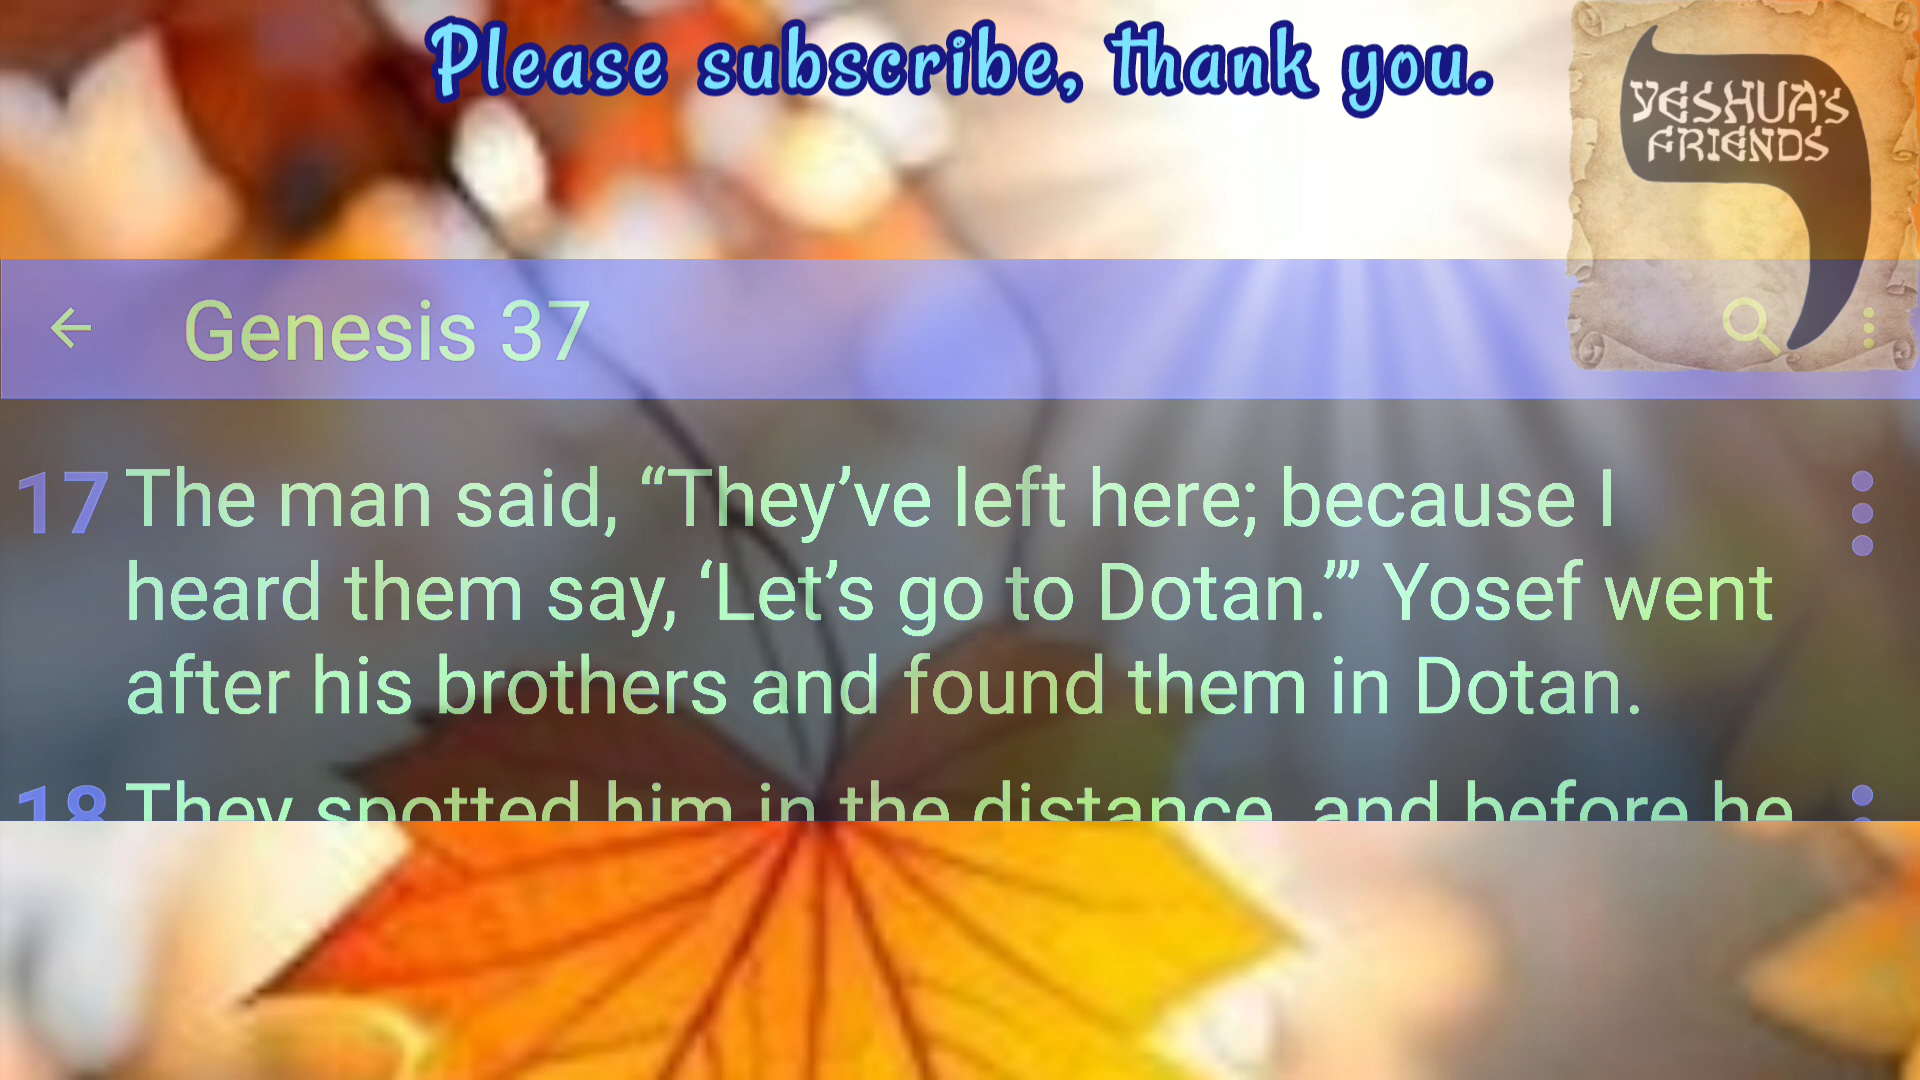 Please subscribe, thank you.
YESHUA'S
FRIENDS
Genesis 37
17 The man said, “They’ve left here; because I
heard them say, ‘Let’s go to Dotan.’” Yosef went
after his brothers and found them in Dotan.
18 They spotted him in the distance, and before he